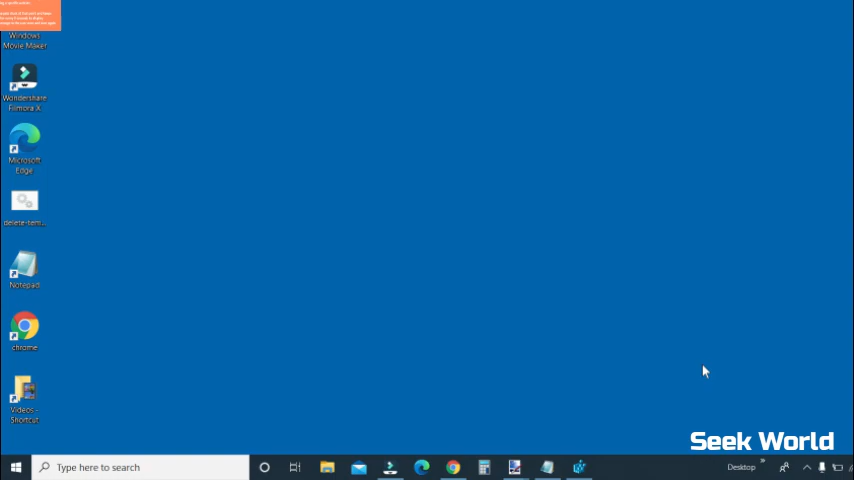 Windows
Movie Maker
Wondershare
Filmora X
Microsoft
Edge
delete-tem...
Notepad
chrome
Videos -
Shortcut
Seek World
Type here to search
Desktop